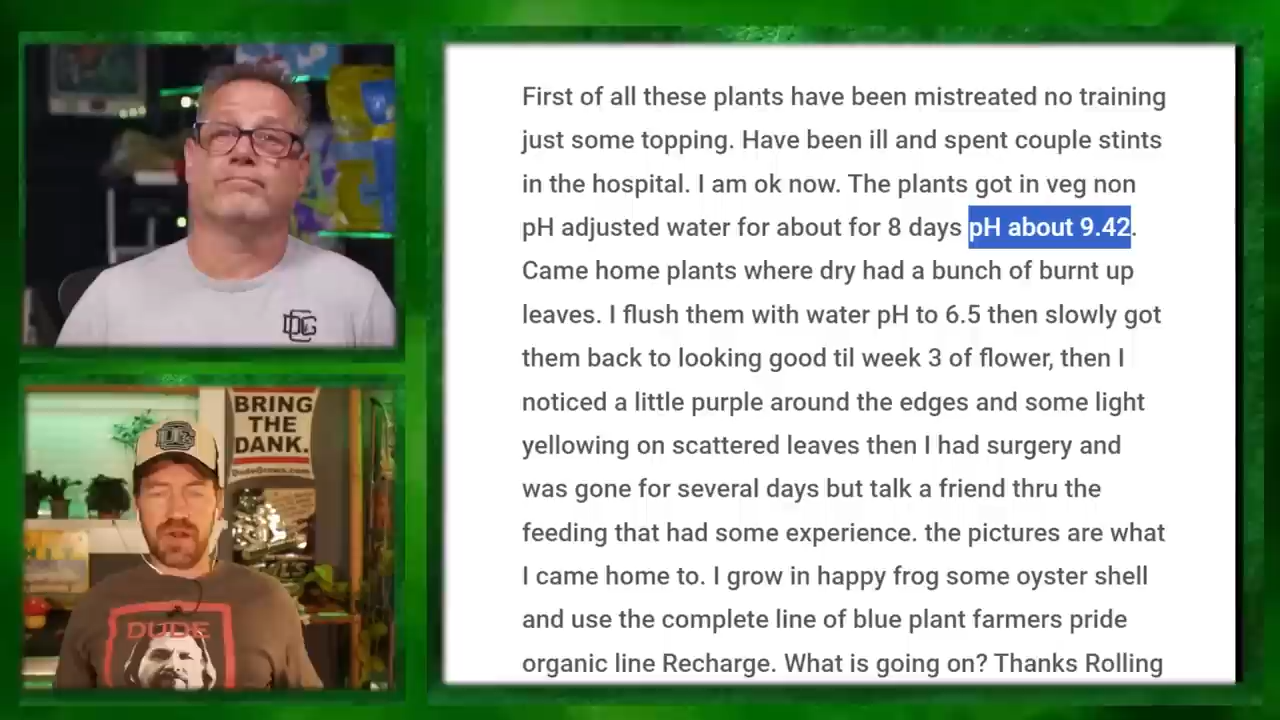 First of all these plants have been mistreated no training
just some topping. Have been ill and spent couple stints
in the hospital. I am ok now. The plants got in veg non
pH adjusted water for about for 8 days pH about 9.42.
Came home plants where dry had a bunch of burnt up
leaves. I flush them with water pH to 6.5 then slowly got
them back to looking good til week 3 of flower, then I
noticed a little purple around the edges and some light
yellowing on scattered leaves then I had surgery and
was gone for several days but talk a friend thru the
feeding that had some experience. the pictures are what
I came home to. I grow in happy frog some oyster shell
and use the complete line of blue plant farmers pride
organic line Recharge. What is going on? Thanks Rolling
DGC
BRING
THE
DANK.
DudeGrows.com
DGC
DUDE